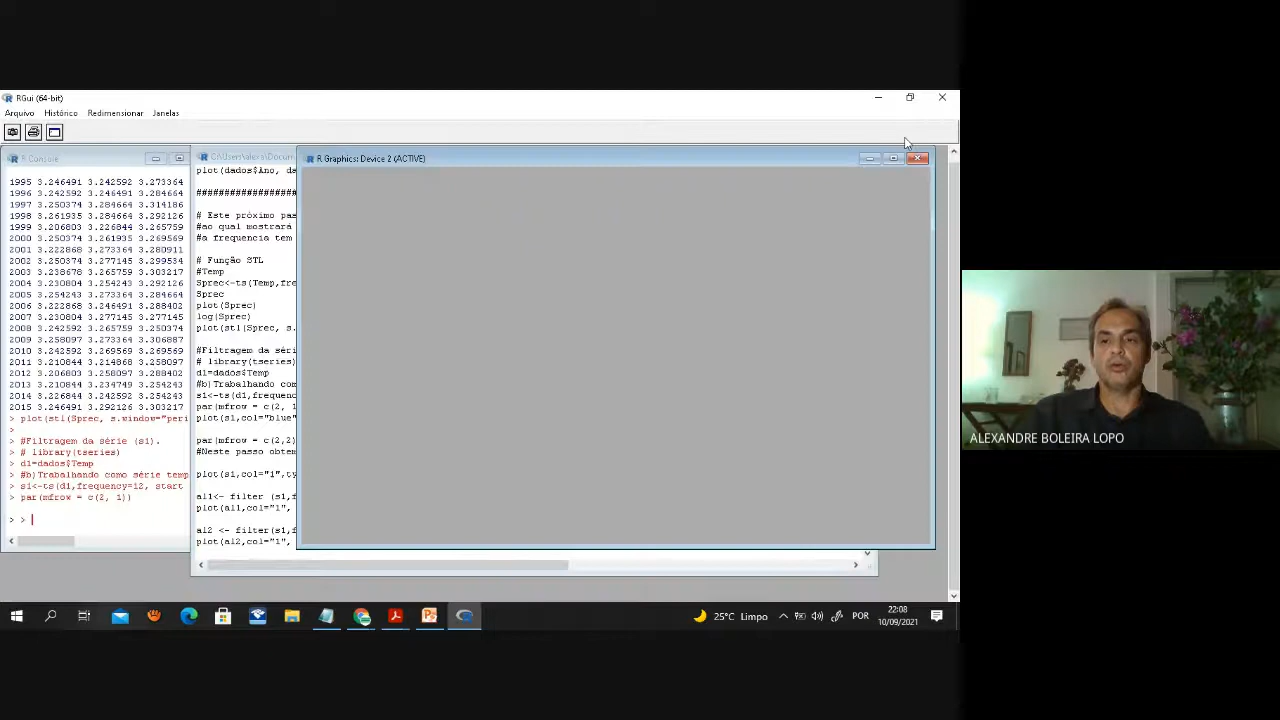 RGui (64-bit)
Arquivo Histórico Redimensionar Janelas
R Console
1995 3.246491 3.242592 3.273364
1996 3.242592 3.246491 3.284664
1997 3.250374 3.284664 3.314186
1998 3.261935 3.284664 3.292126
1999 3.206803 3.226844 3.265759
2000 3.250374 3.261935 3.269569
2001 3.222868 3.273364 3.280911
2002 3.250374 3.277145 3.299534
2003 3.238678 3.265759 3.303217
2004 3.230804 3.254243 3.292126
2005 3.254243 3.273364 3.284664
2006 3.222868 3.246491 3.288402
2007 3.230804 3.277145 3.277145
2008 3.242592 3.265759 3.250374
2009 3.258097 3.273364 3.306887
2010 3.242592 3.269569 3.269569
2011 3.210844 3.214868 3.258097
2012 3.206803 3.258097 3.288402
2013 3.210844 3.234749 3.254243
2014 3.226844 3.242592 3.254243
2015 3.246491 3.292126 3.303217
> plot(stl(Sprec, s.window="peri
>
> #Filtragem da série (s1).
> # library(tseries)
> d1=dados$Temp
> #b)Trabalhando como série temp
> s1<-ts(d1,frequency=12, start
> par(mfrow = c(2, 1))
> >
C:\Users\alexa\Docum
plot(dados$Ano, da
##################
# Este próximo pas
#ao qual mostrará
#a frequencia tem
# Função STL
#Temp
Sprec<-ts(Temp,fre
Sprec
plot(Sprec)
log(Sprec)
plot(stl(Sprec, s.
#Filtragem da séri
# library(tseries)
d1=dados$Temp
#b)Trabalhando com
s1<-ts(d1,frequenc
par(mfrow = c(2, 1
plot(s1,col="blue"
par(mfrow = c(2,2)
#Neste passo obtem
plot(s1,col="1",ty
al1<- filter (s1,f
plot(al1,col="1",
al2 <- filter(s1,f
plot(al2,col="1",
R Graphics: Device 2 (ACTIVE)
ALEXANDRE BOLEIRA LOPO
25°C Limpo
POR
22:08
10/09/2021